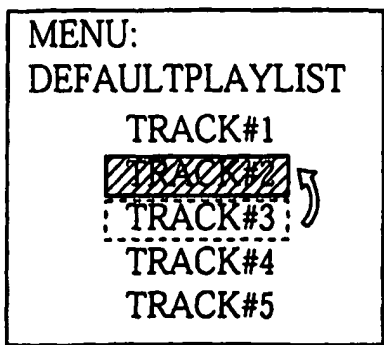 MENU:
DEFAULTPLAYLIST
TRACK#1
TRACK#2
TRACK#3
TRACK#4
TRACK#5